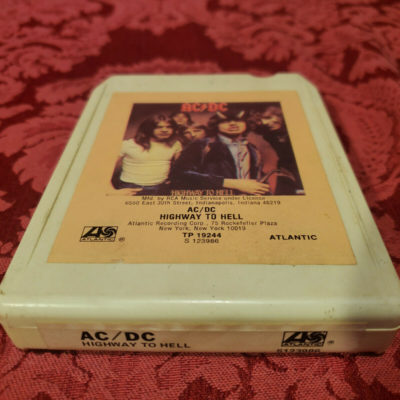 AC/DC
HIGHWAY TO HELL
Mfd. by RCA Music Service under License
6550 East 30th Street, Indianapolis, Indiana 46219
AC/DC
HIGHWAY TO HELL
Atlantic Recording Corp., 75 Rockefeller Plaza
New York, New York 10019
ATLANTIC
TP 19244
S 123986
ATLANTIC
AC/DC
HIGHWAY TO HELL
ATLANTIC
S123986